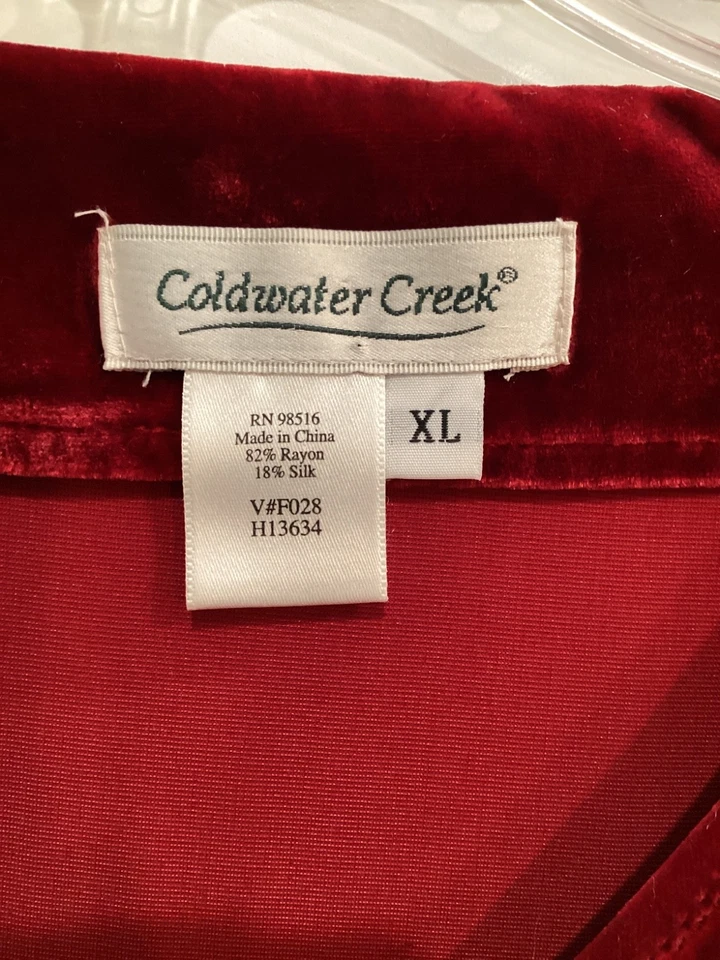 Coldwater Creek®
RN 98516
Made in China
82% Rayon
18% Silk
V#F028
H13634
XL